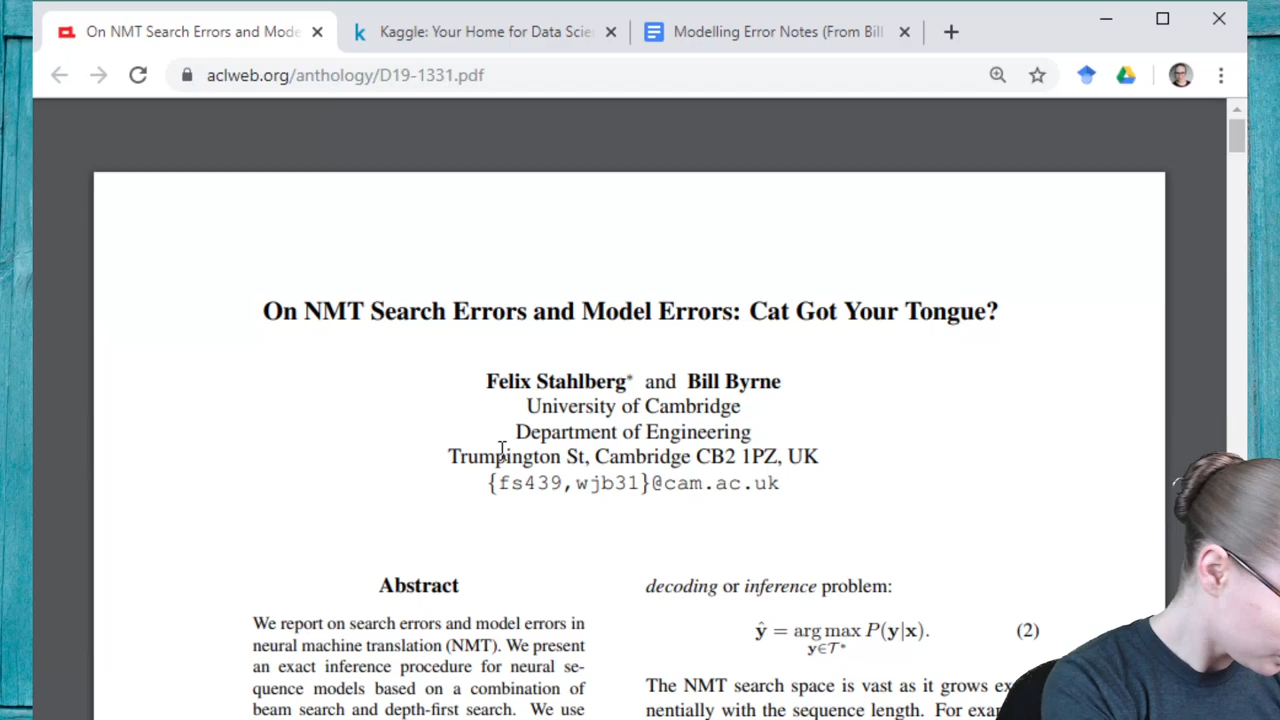 On NMT Search Errors and Mode
Kaggle: Your Home for Data Scien
Modelling Error Notes (From Bill
aclweb.org/anthology/D19-1331.pdf
On NMT Search Errors and Model Errors: Cat Got Your Tongue?
Felix Stahlberg* and Bill Byrne
University of Cambridge
Department of Engineering
Trumpington St, Cambridge CB2 1PZ, UK
{fs439,wjb31}@cam.ac.uk
Abstract
We report on search errors and model errors in
neural machine translation (NMT). We present
an exact inference procedure for neural se-
quence models based on a combination of
beam search and depth-first search. We use
decoding or inference problem:
ŷ = arg max P(y|x). (2)
y∈T*
The NMT search space is vast as it grows ex
nentially with the sequence length. For exam